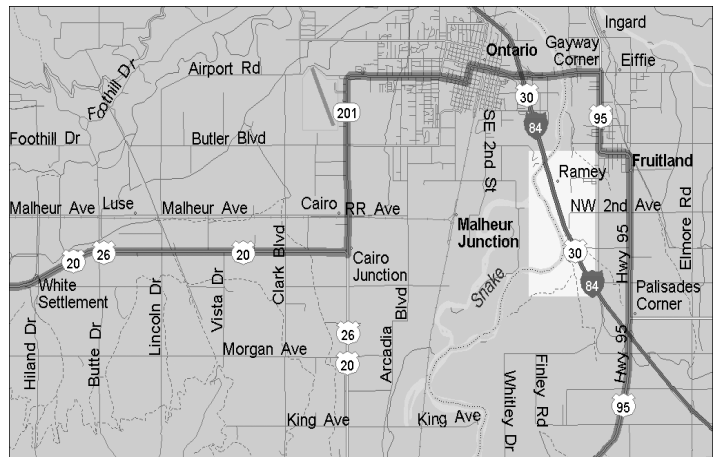 Ingard
Ontario
Gayway
Corner
Eiffie
Foothill Dr
Airport Rd
30
201
95
84
Foothill Dr
Butler Blvd
SE 2nd St
Fruitland
Ramey
Malheur Ave
Luse
Malheur Ave
Cairo
RR Ave
NW 2nd Ave
Malheur
Junction
Hwy 95
Elmore Rd
20
26
20
Clark Blvd
Cairo
Junction
30
84
White
Settlement
Snake
Palisades
Corner
Hiland Dr
Butte Dr
Lincoln Dr
Vista Dr
26
Arcadia Blvd
Morgan Ave
20
Hwy 95
Whitley Dr
Finley Rd
95
King Ave
King Ave